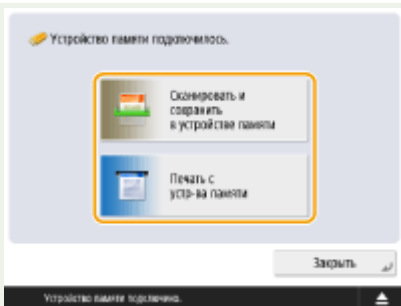 Устройство памяти подключилось.
Сканировать и
сохранить
в устройстве памяти
Печать с
устр-ва памяти
Закрыть
Устройство памяти подключено.